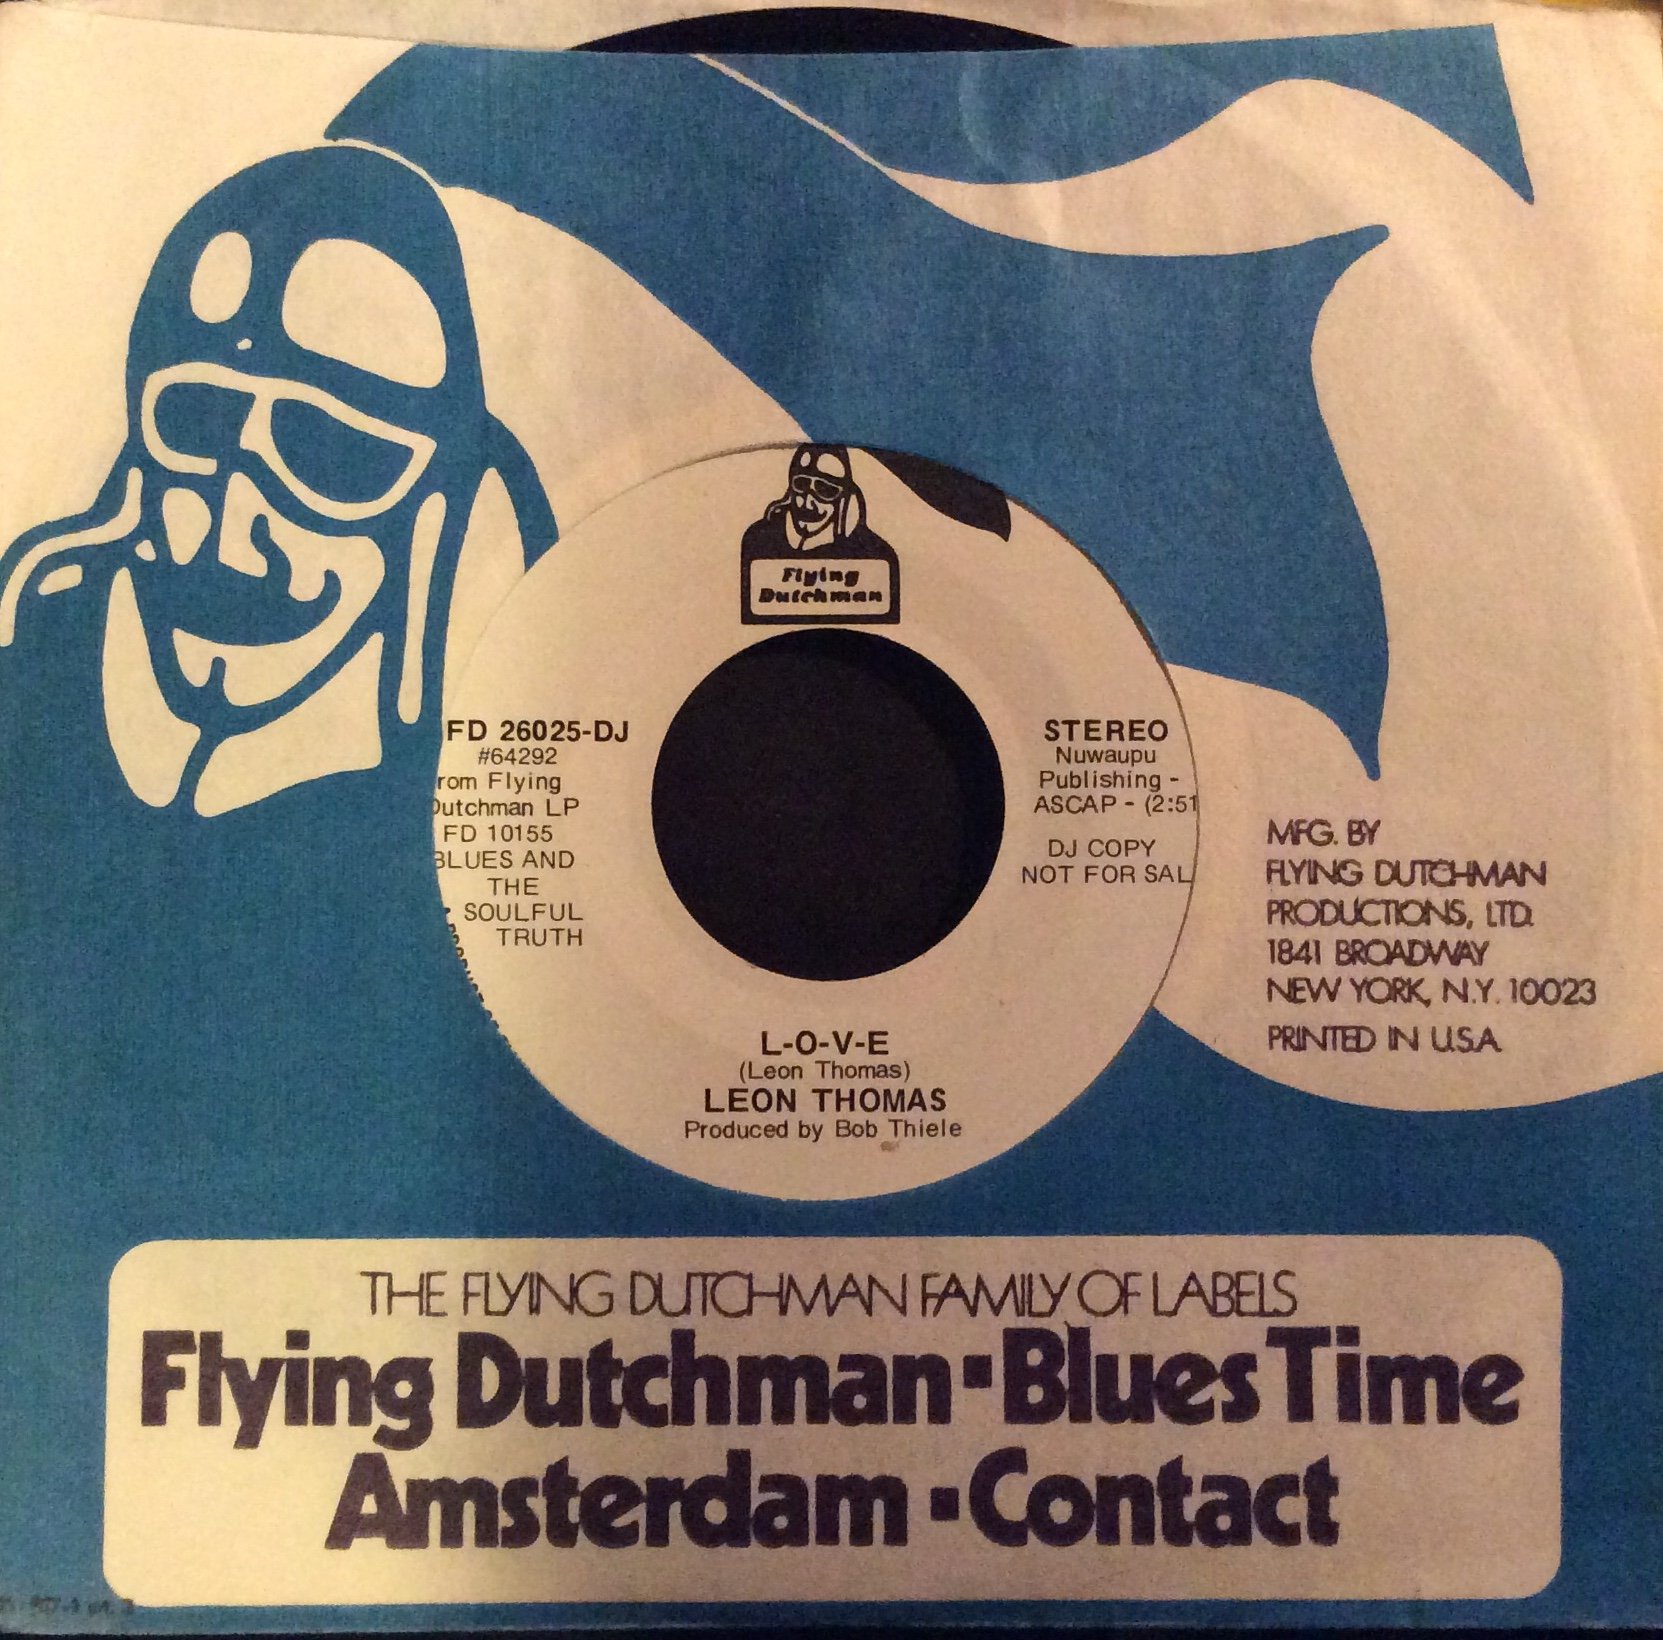 Flying
Dutchman
FD 26025-DJ
#64292
rom Flying
Dutchman LP
FD 10155
BLUES AND
THE
SOULFUL
TRUTH
STEREO
Nuwaupu
Publishing -
ASCAP - (2:51
DJ COPY
NOT FOR SAL
L-O-V-E
(Leon Thomas)
LEON THOMAS
Produced by Bob Thiele
MFG. BY
FLYING DUTCHMAN
PRODUCTIONS, LTD.
1841 BROADWAY
NEW YORK, N.Y. 10023
PRINTED IN U.S.A.
THE FLYING DUTCHMAN FAMILY OF LABELS
Flying Dutchman ▪ Blues Time
Amsterdam ▪ Contact